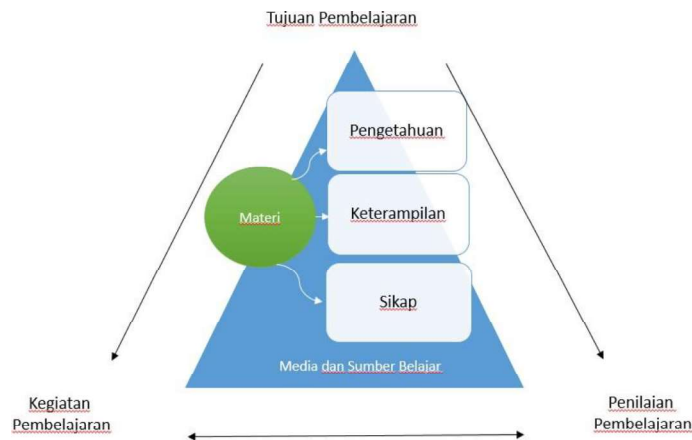 Tujuan Pembelajaran
Pengetahuan
Materi
Keterampilan
Sikap
Media dan Sumber Belajar
Kegiatan
Pembelajaran
Penilaian
Pembelajaran